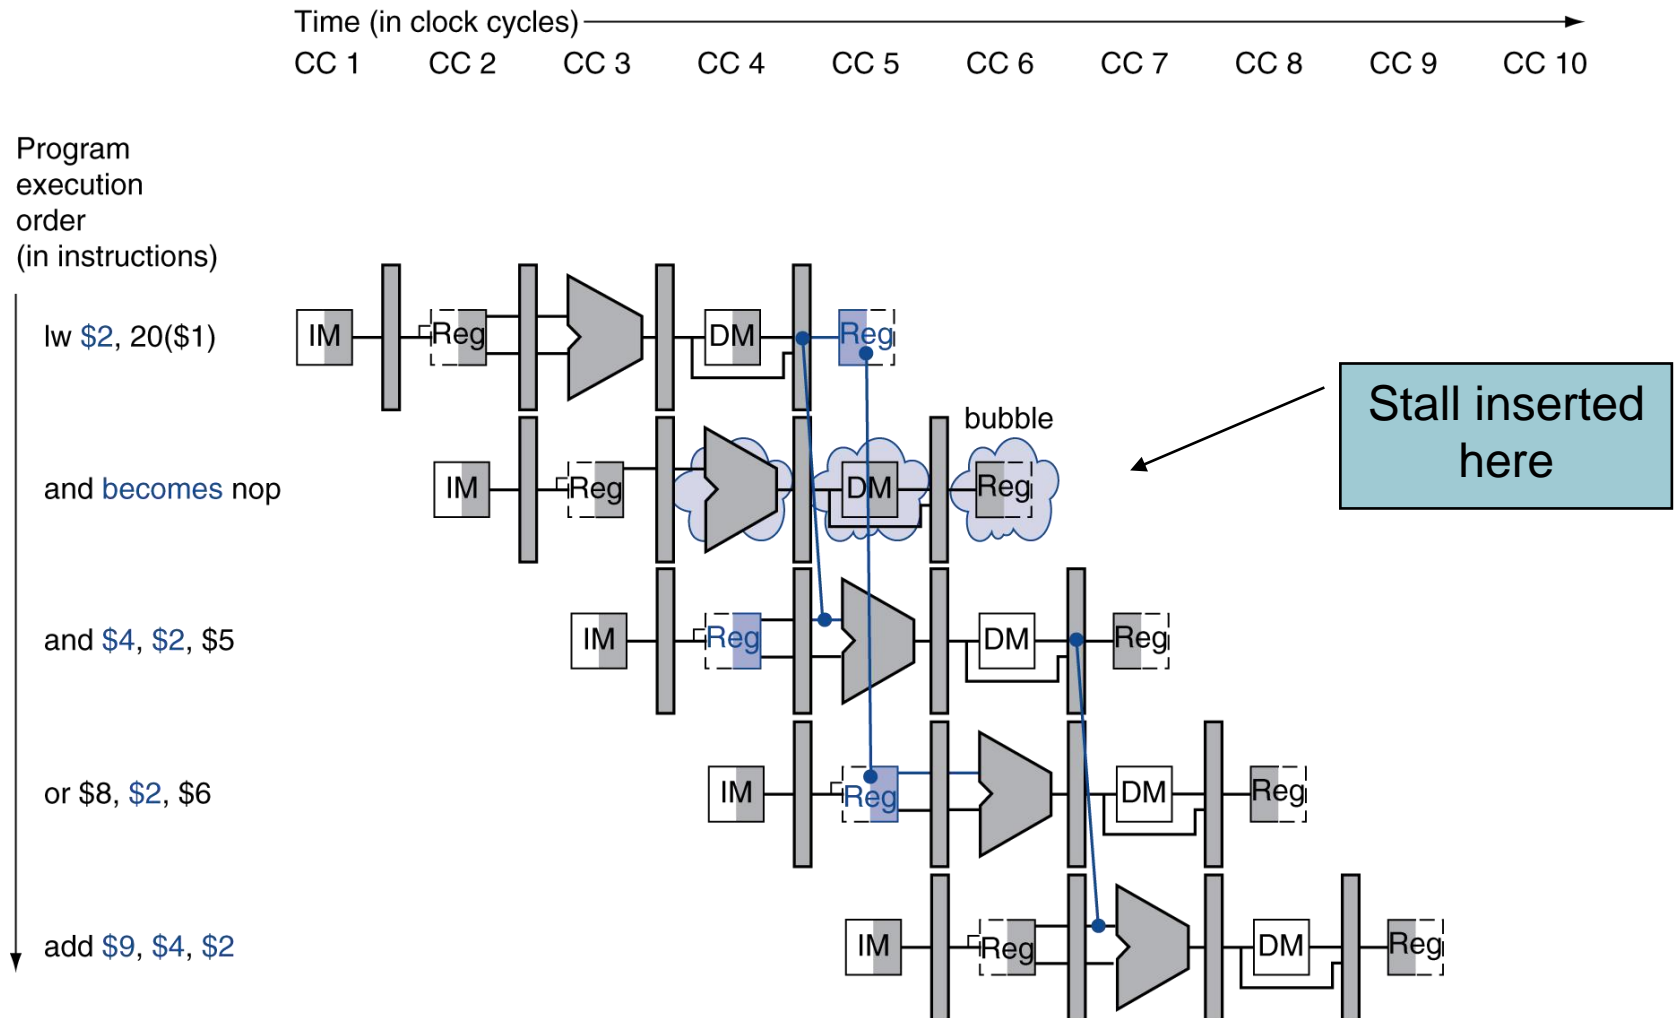 Time (in clock cycles)
CC 1 CC 2 CC 3 CC 4 CC 5 CC 6 CC 7 CC 8 CC 9 CC 10
Program
execution
order
(in instructions)
lw $2, 20($1) IM Reg DM Reg
Stall inserted
here
bubble
and becomes nop IM Reg DM Reg
and $4, $2, $5 IM Reg DM Reg
or $8, $2, $6 IM Reg DM Reg
add $9, $4, $2 IM Reg DM Reg